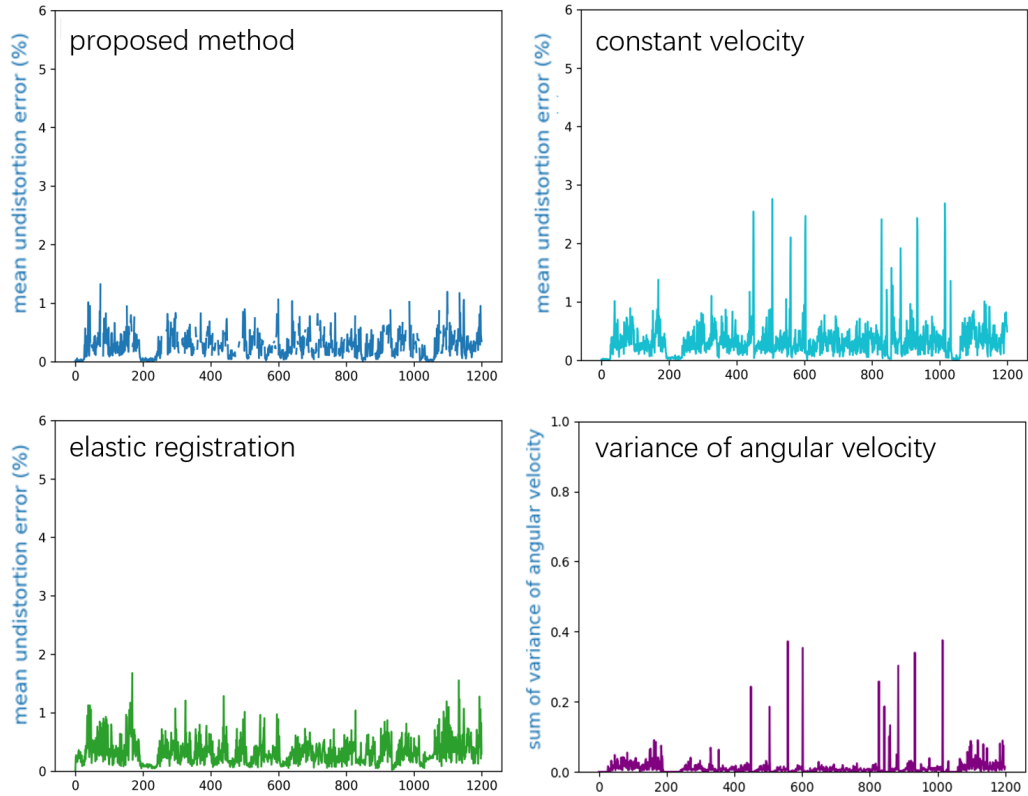 proposed method
mean undistortion error (%)
6
5
4
3
2
1
0
0 200 400 600 800 1000 1200
constant velocity
mean undistortion error (%)
6
5
4
3
2
1
0
0 200 400 600 800 1000 1200
elastic registration
mean undistortion error (%)
6
5
4
3
2
1
0
0 200 400 600 800 1000 1200
variance of angular velocity
sum of variance of angular velocity
1.0
0.8
0.6
0.4
0.2
0.0
0 200 400 600 800 1000 1200